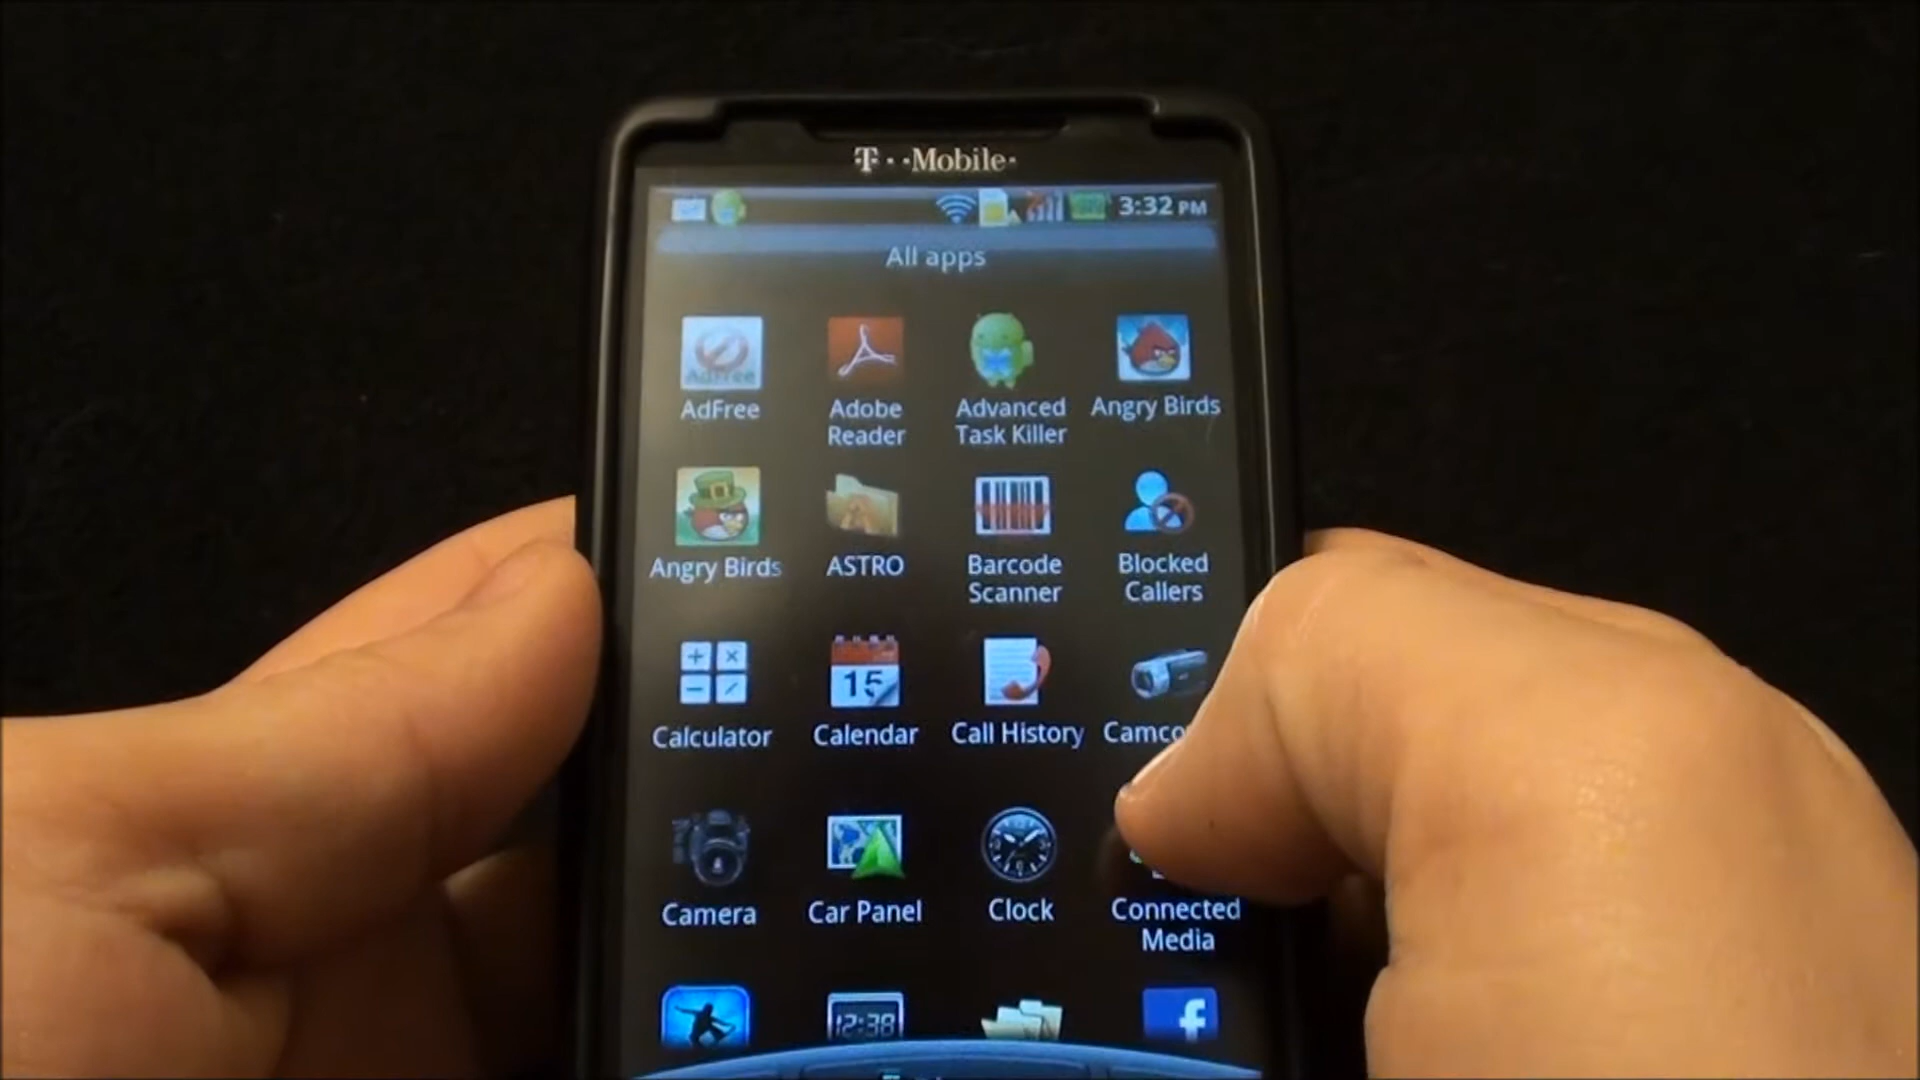 T··Mobile·
3:32 PM
All apps
AdFree
AdFree
Adobe
Reader
Advanced
Task Killer
Angry Birds
Angry Birds
ASTRO
Barcode
Scanner
Blocked
Callers
15
Calculator
Calendar
Call History
Camco
Camera
Car Panel
Clock
Connected
Media
12:38
f